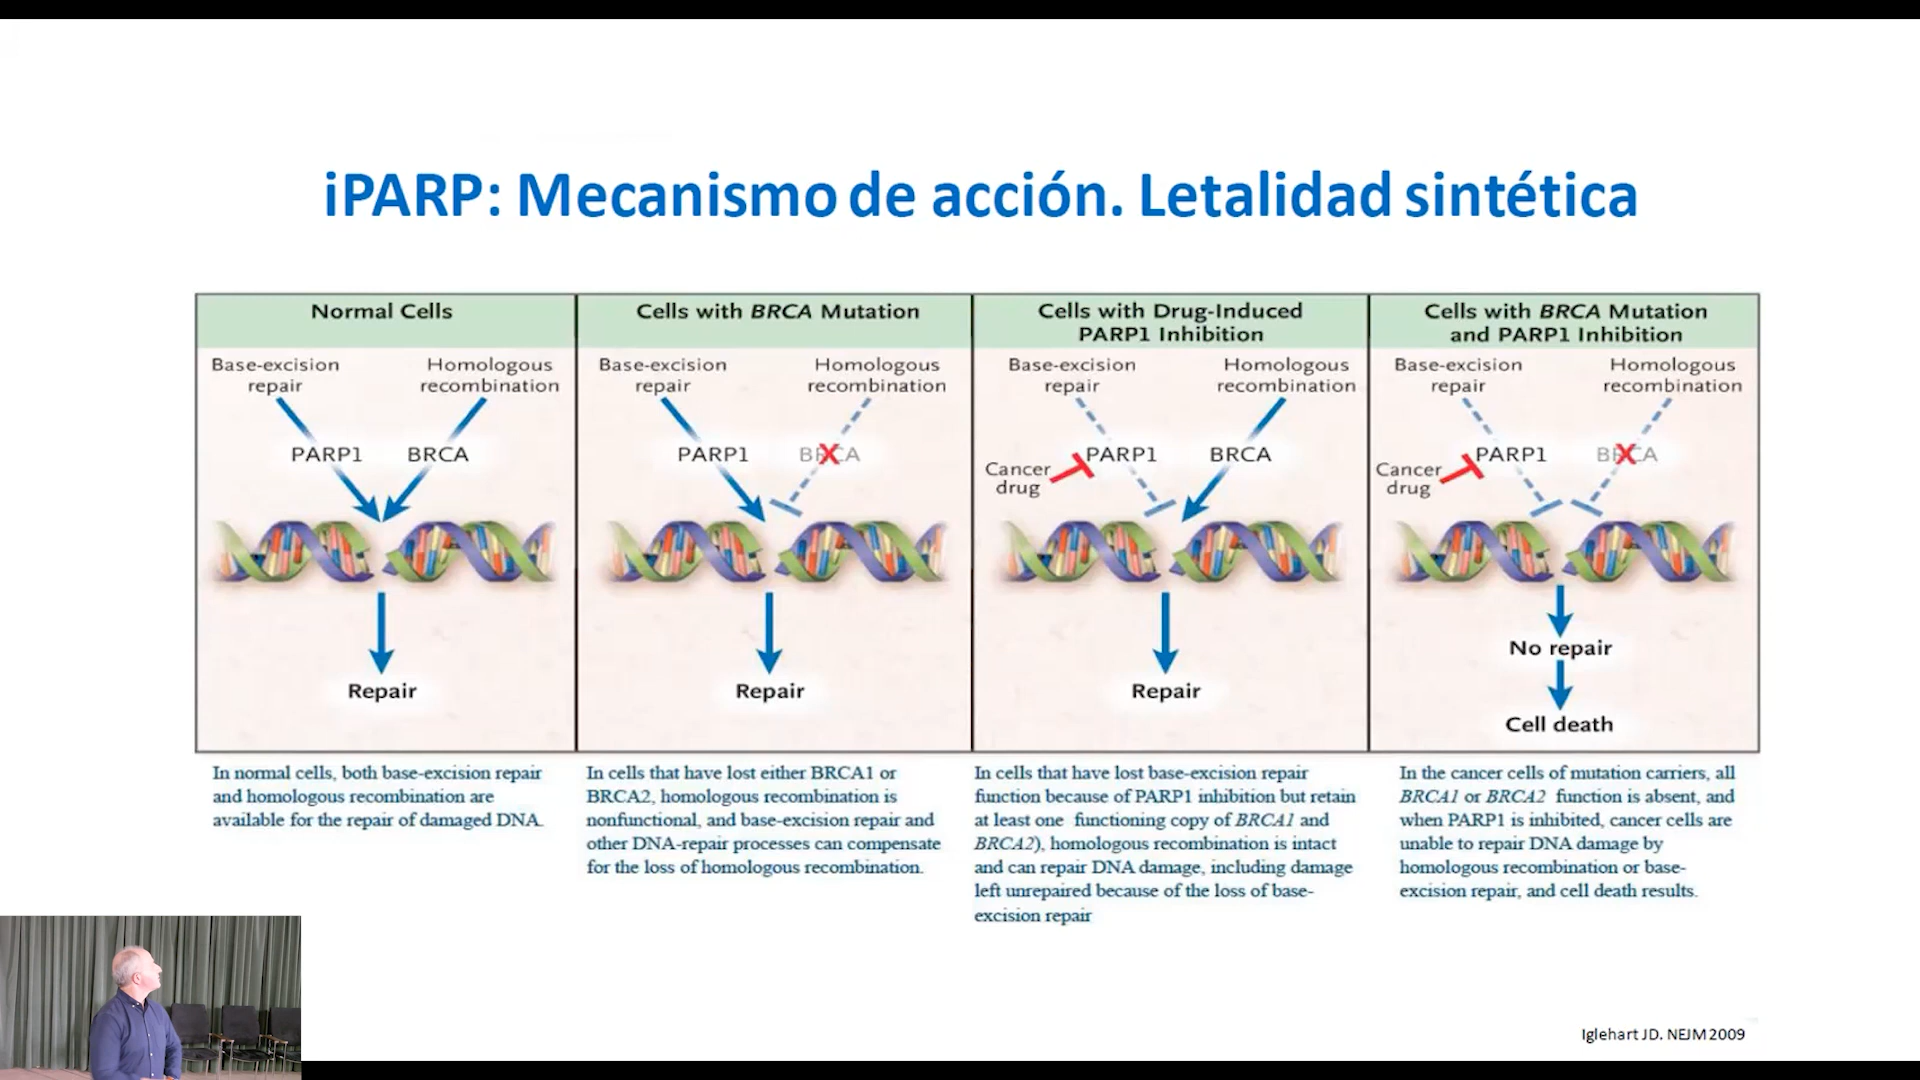 iPARP: Mecanismo de acción. Letalidad sintética
Normal Cells
Base-excision
repair
Homologous
recombination
PARP1
BRCA
Repair
In normal cells, both base-excision repair
and homologous recombination are
available for the repair of damaged DNA.
Cells with BRCA Mutation
Base-excision
repair
Homologous
recombination
PARP1
BRCA
Repair
In cells that have lost either BRCA1 or
BRCA2, homologous recombination is
nonfunctional, and base-excision repair and
other DNA-repair processes can compensate
for the loss of homologous recombination.
Cells with Drug-Induced
PARP1 Inhibition
Base-excision
repair
Homologous
recombination
PARP1
BRCA
Cancer
drug
Repair
In cells that have lost base-excision repair
function because of PARP1 inhibition but retain
at least one functioning copy of BRCA1 and
BRCA2), homologous recombination is intact
and can repair DNA damage, including damage
left unrepaired because of the loss of base-
excision repair
Cells with BRCA Mutation
and PARP1 Inhibition
Base-excision
repair
Homologous
recombination
PARP1
BRCA
Cancer
drug
No repair
Cell death
In the cancer cells of mutation carriers, all
BRCA1 or BRCA2 function is absent, and
when PARP1 is inhibited, cancer cells are
unable to repair DNA damage by
homologous recombination or base-
excision repair, and cell death results.
Iglehart JD. NEJM 2009